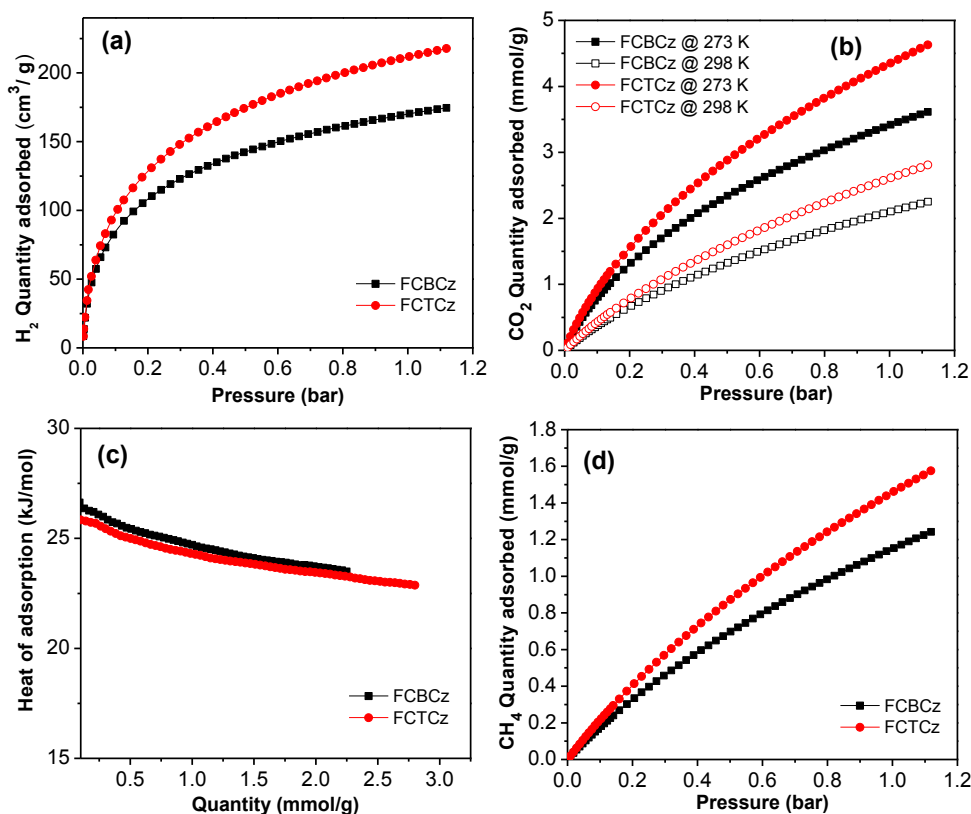 (a)
H2 Quantity adsorbed (cm3/ g)
200
150
100
50
0
FCBCz
FCTCz
0.0 0.2 0.4 0.6 0.8 1.0 1.2
Pressure (bar)
(b)
CO2 Quantity adsorbed (mmol/g)
5
4
3
2
1
0
FCBCz @ 273 K
FCBCz @ 298 K
FCTCz @ 273 K
FCTCz @ 298 K
0.0 0.2 0.4 0.6 0.8 1.0 1.2
Pressure (bar)
(c)
Heat of adsorption (kJ/mol)
30
25
20
15
FCBCz
FCTCz
0.5 1.0 1.5 2.0 2.5 3.0
Quantity (mmol/g)
(d)
CH4 Quantity adsorbed (mmol/g)
1.8
1.6
1.4
1.2
1.0
0.8
0.6
0.4
0.2
0.0
FCBCz
FCTCz
0.0 0.2 0.4 0.6 0.8 1.0 1.2
Pressure (bar)